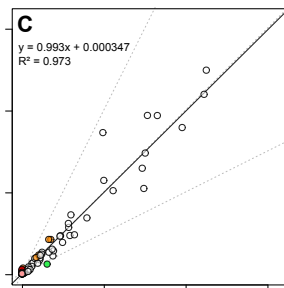 C
y = 0.993x + 0.000347
R² = 0.973